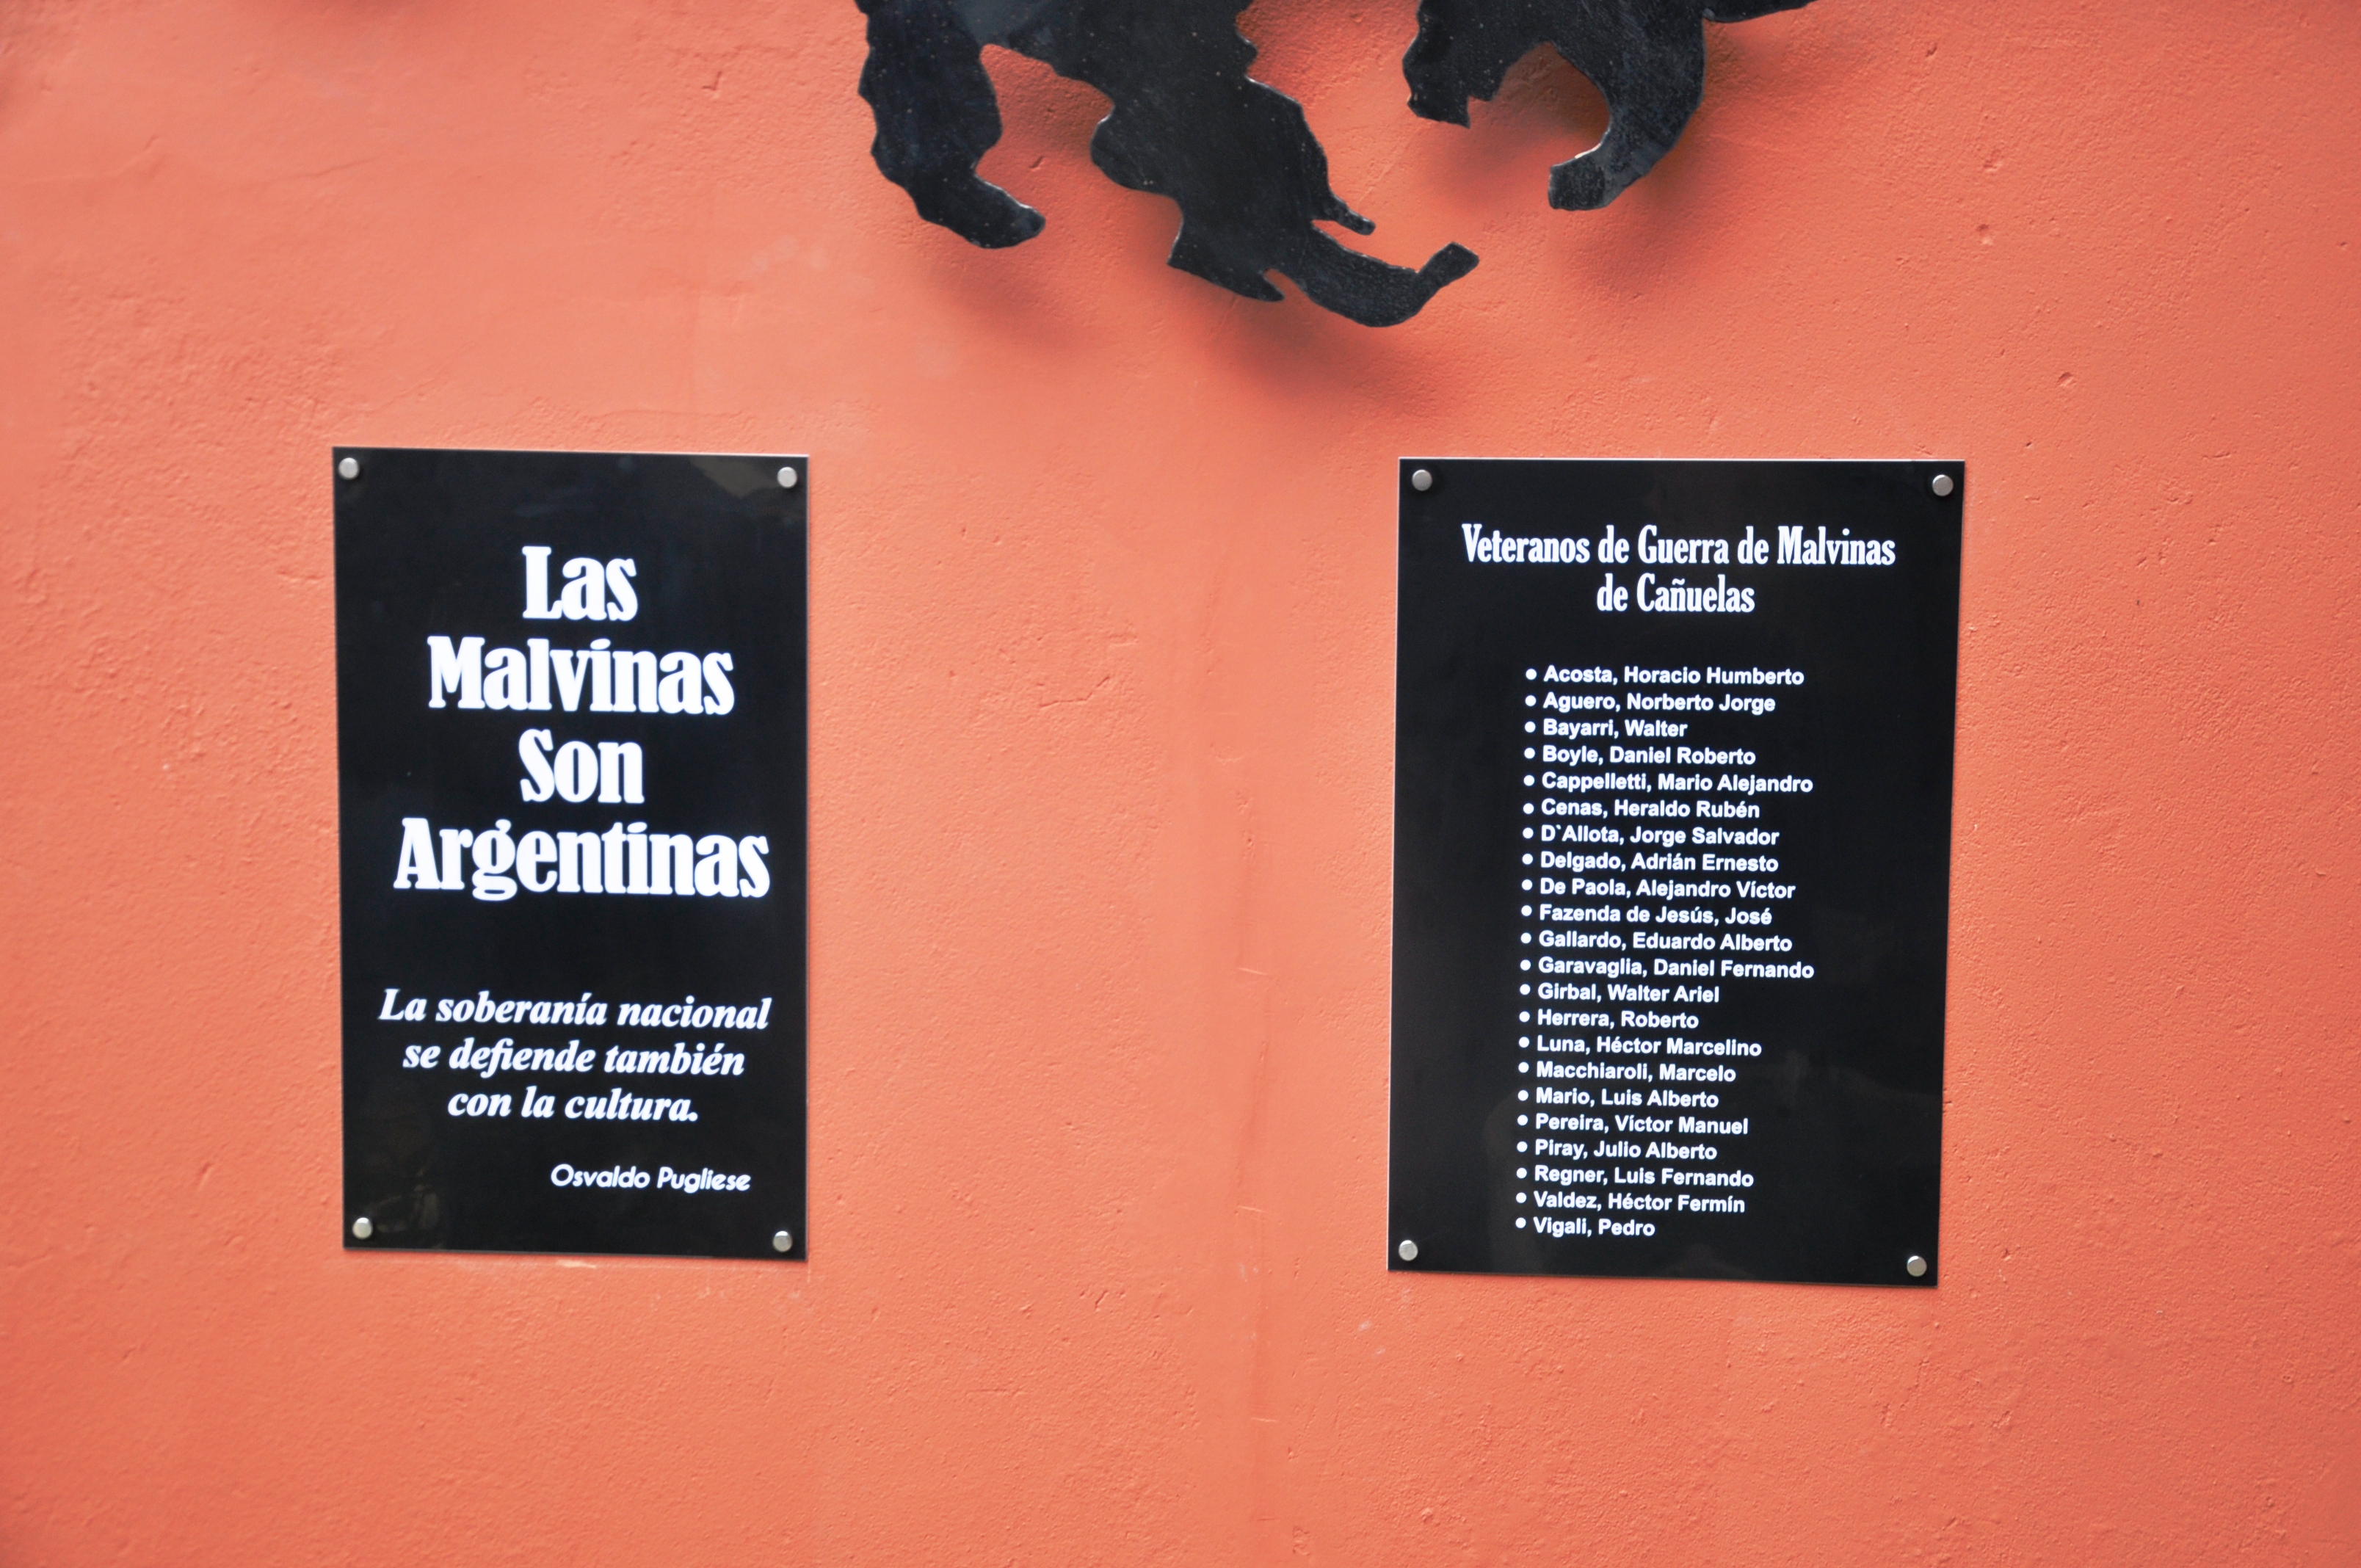 Las
Malvinas
Son
Argentinas
La soberanía nacional
se defiende también
con la cultura.
Osvaldo Pugliese
Veteranos de Guerra de Malvinas
de Cañuelas
• Acosta, Horacio Humberto
• Aguero, Norberto Jorge
• Bayarri, Walter
• Boyle, Daniel Roberto
• Cappelletti, Mario Alejandro
• Cenas, Heraldo Rubén
• D`Allota, Jorge Salvador
• Delgado, Adrián Ernesto
• De Paola, Alejandro Víctor
• Fazenda de Jesús, José
• Gallardo, Eduardo Alberto
• Garavaglia, Daniel Fernando
• Girbal, Walter Ariel
• Herrera, Roberto
• Luna, Héctor Marcelino
• Macchiaroli, Marcelo
• Mario, Luis Alberto
• Pereira, Víctor Manuel
• Piray, Julio Alberto
• Regner, Luis Fernando
• Valdez, Héctor Fermín
• Vigali, Pedro